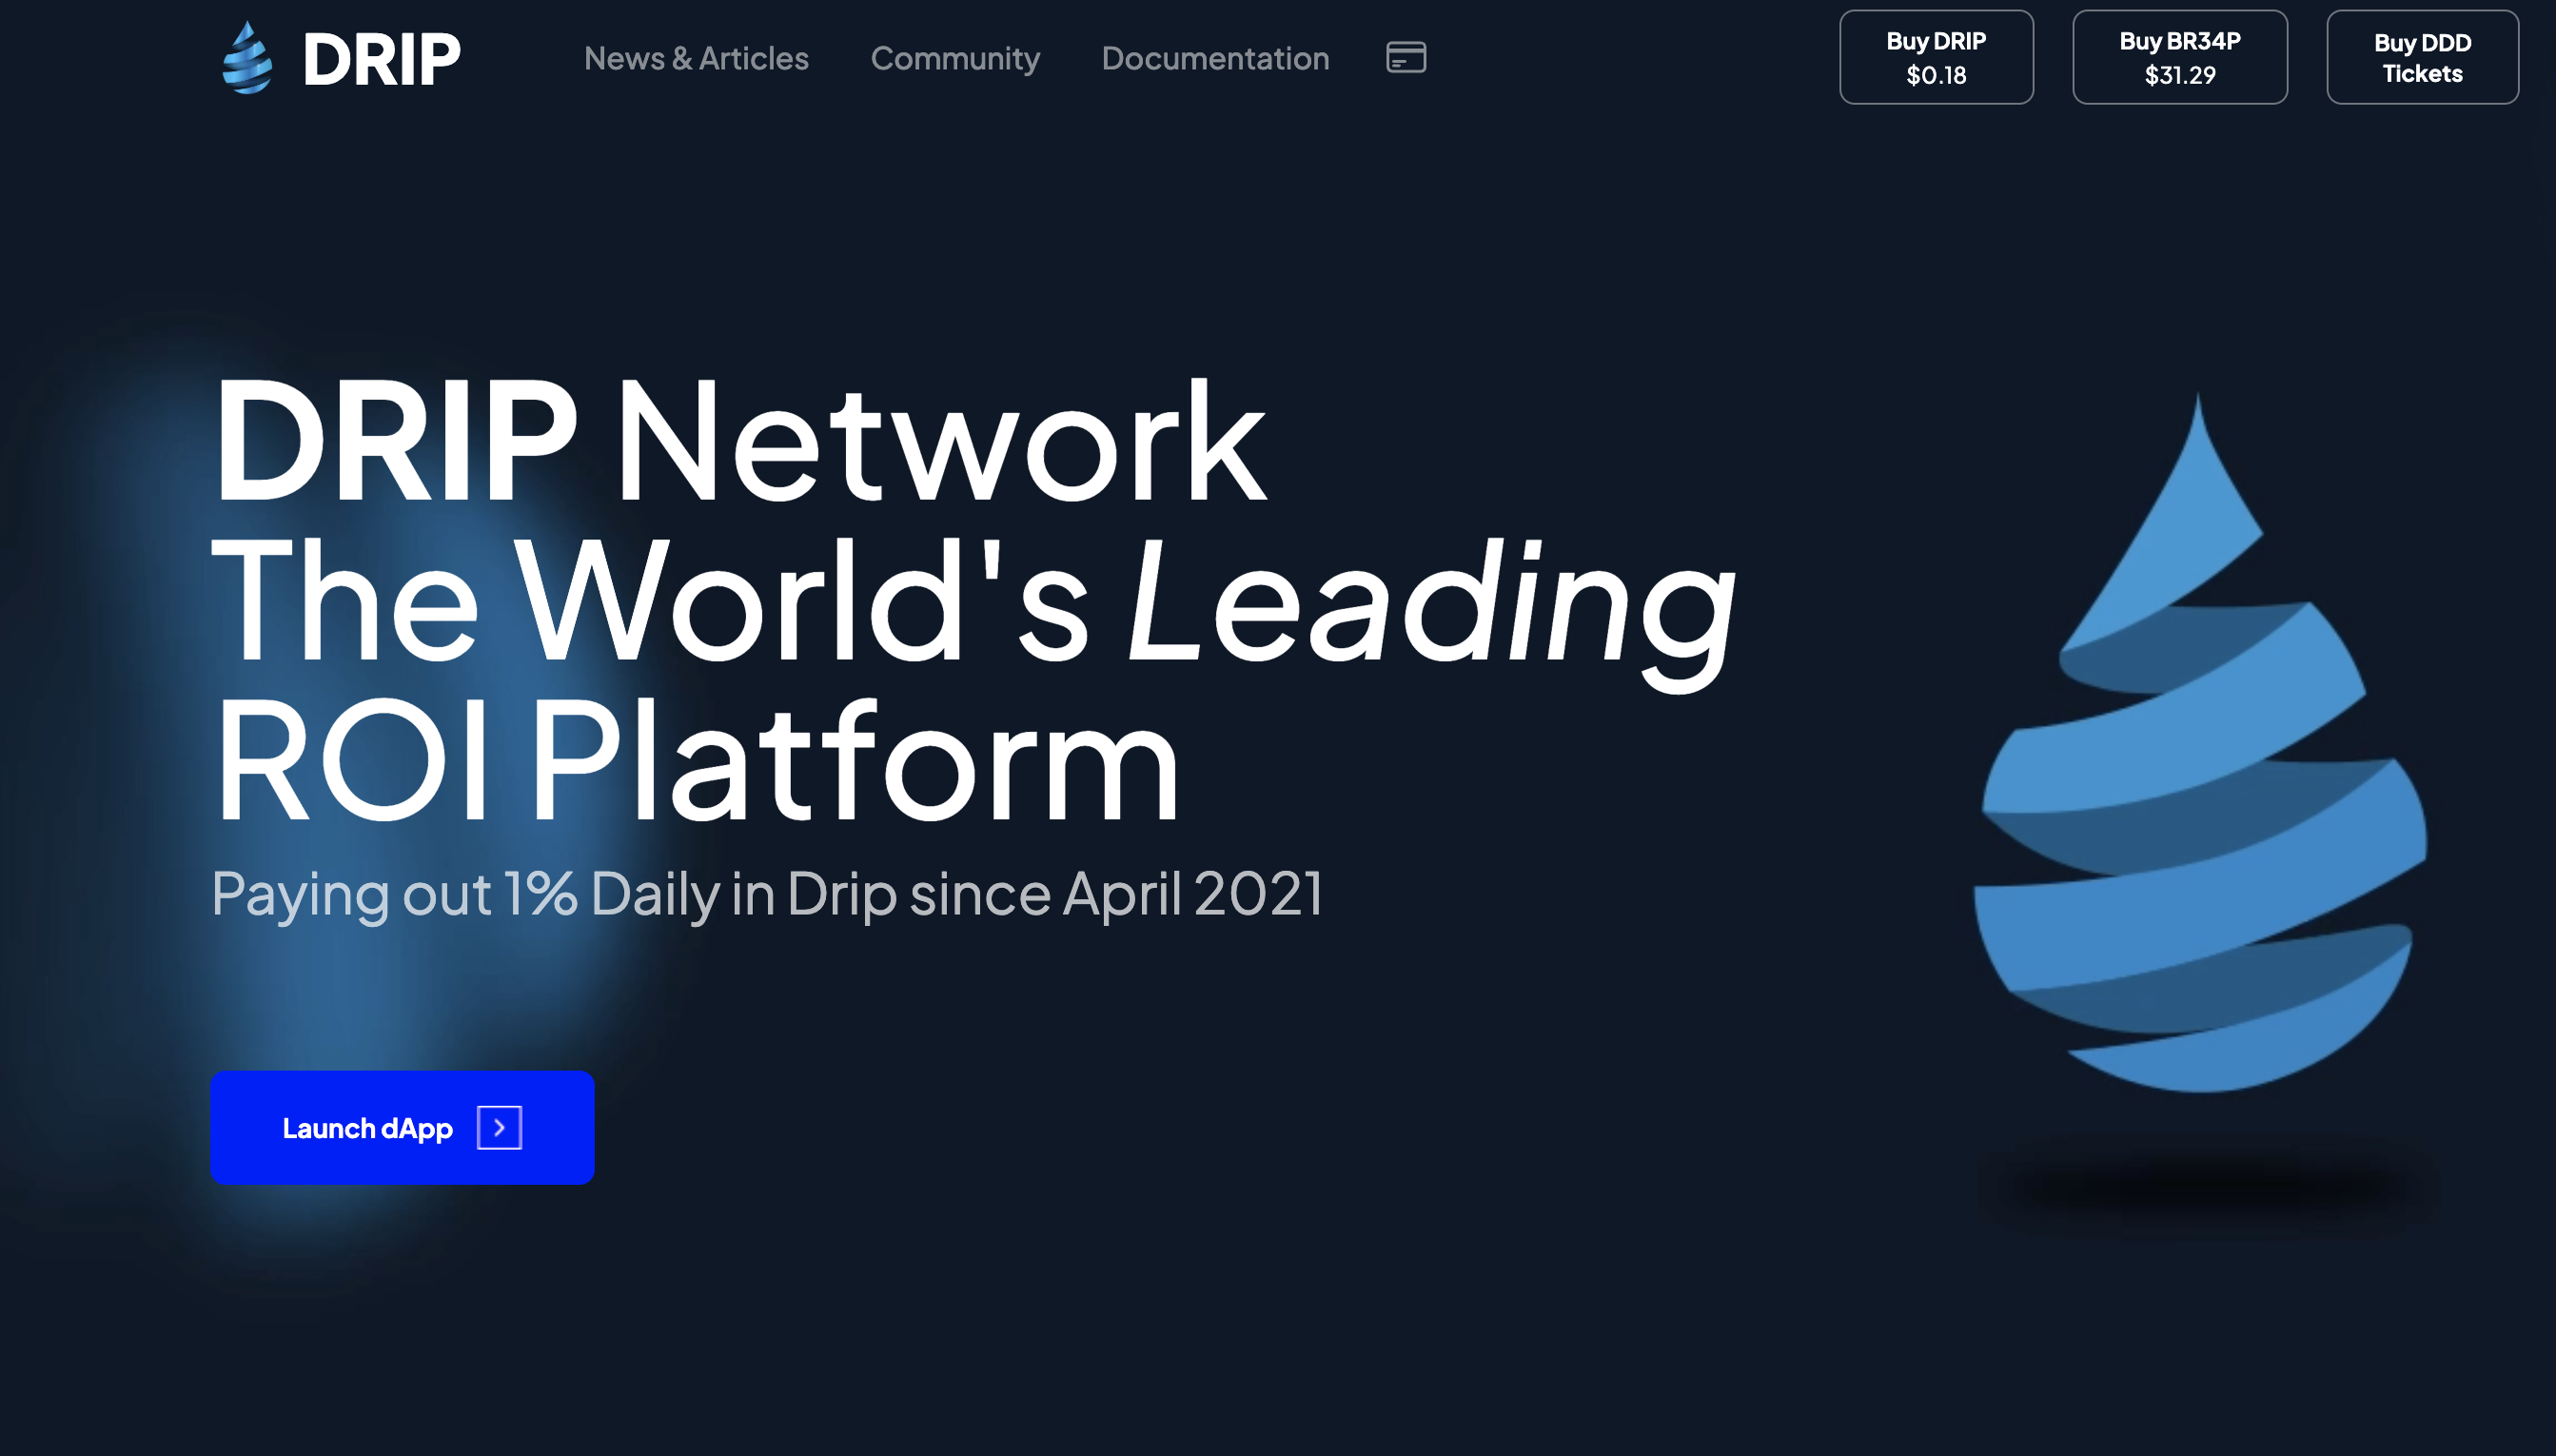 DRIP
News & Articles
Community
Documentation
Buy DRIP
$0.18
Buy BR34P
$31.29
Buy DDD
Tickets
DRIP Network
The World's Leading
ROI Platform
Paying out 1% Daily in Drip since April 2021
Launch dApp